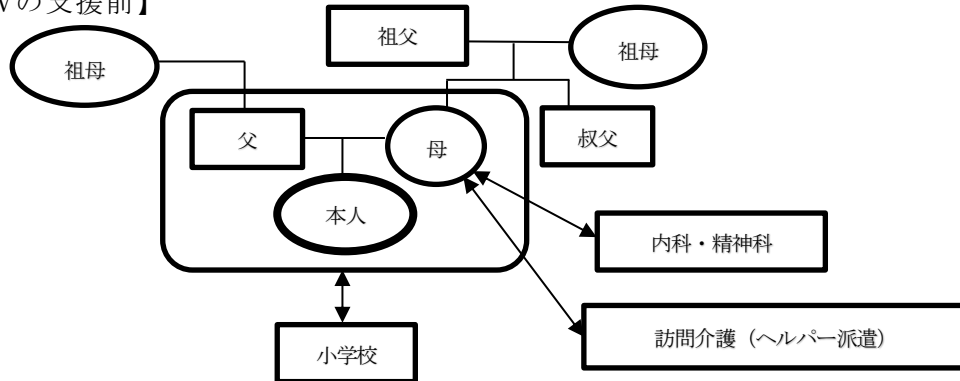 の支援前】
祖父
祖母
祖母
父
母
叔父
本人
内科・精神科
訪問介護（ヘルパー派遣）
小学校